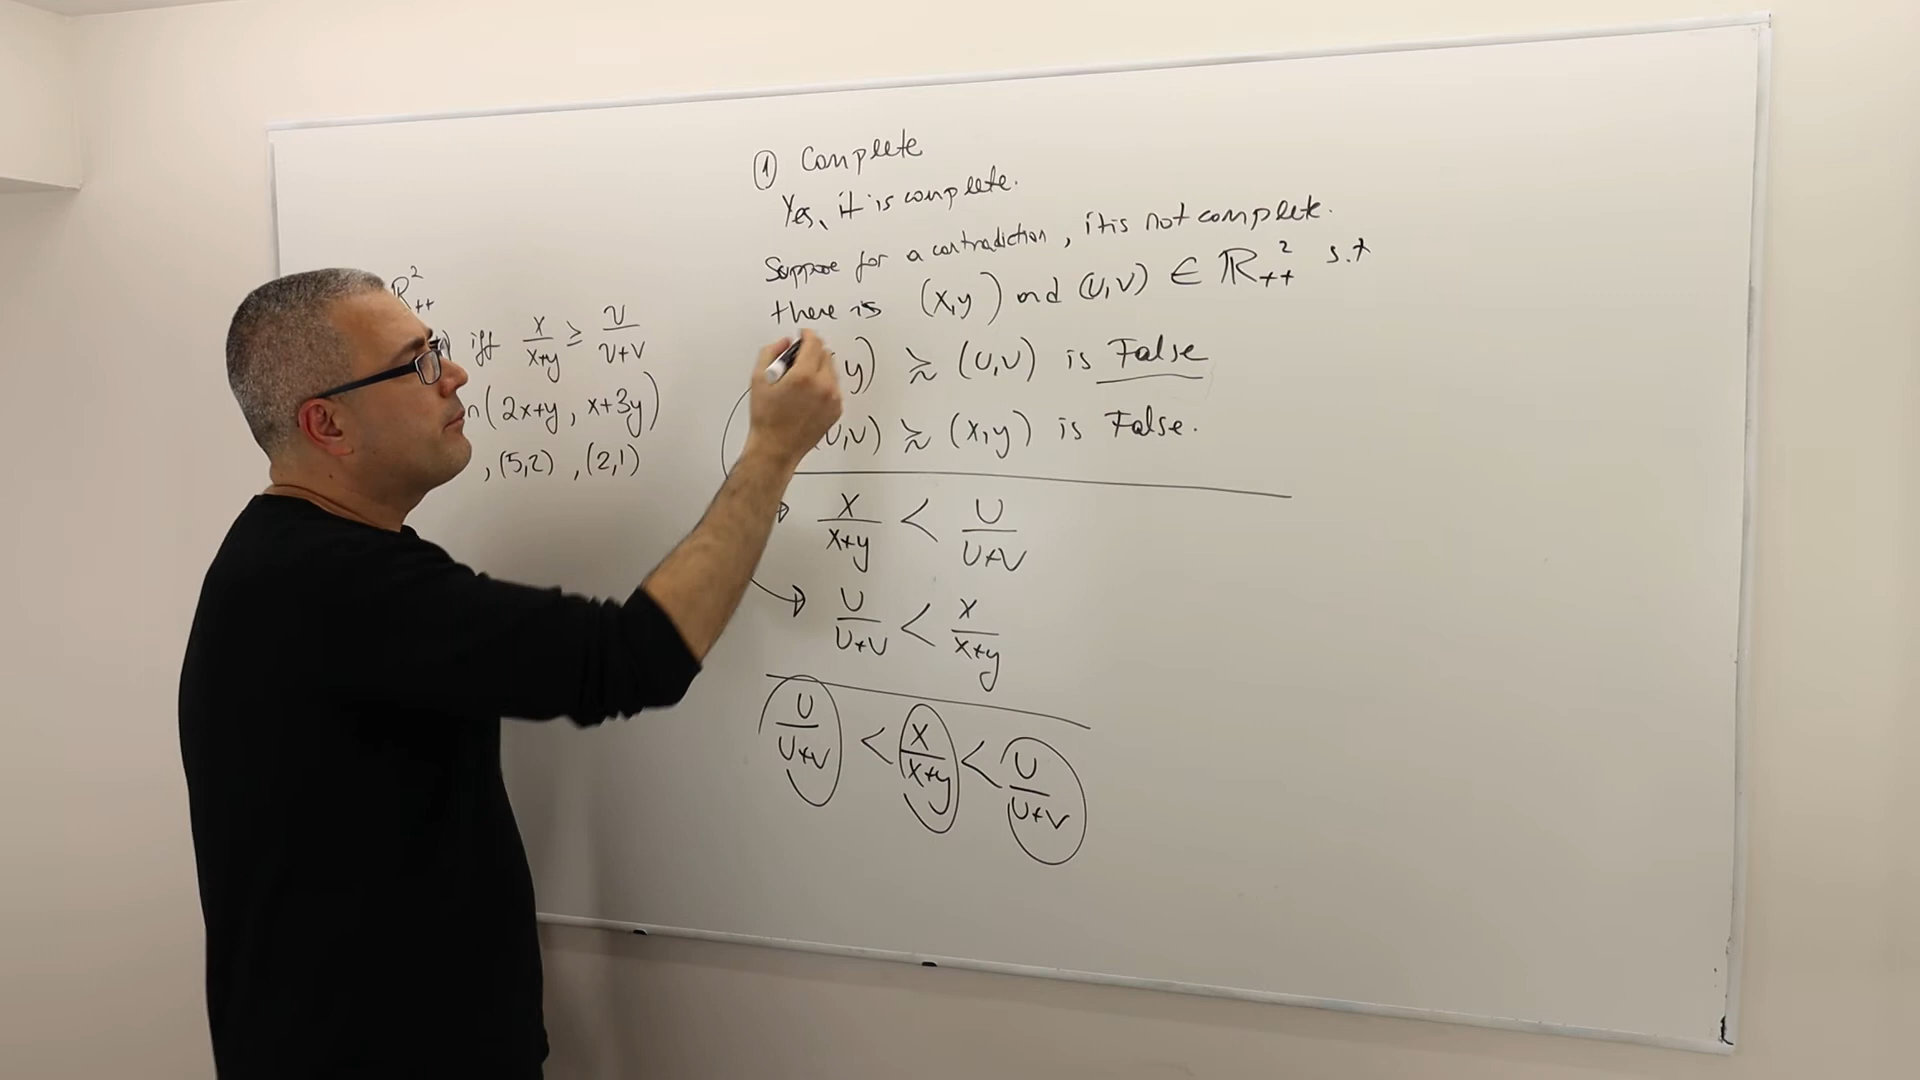 ℝ²₊₊
iff x/(x+y) ≥ U/(U+V)
n(2x+y, x+3y)
, (5,2) , (2,1)
① Complete
Yes, it is complete.
Suppose for a contradiction, it is not complete.
there is (x,y) and (U,V) ∈ ℝ²₊₊ s.t
y) ≿ (U,V) is False
U,V) ≿ (x,y) is False.
x/(x+y) < U/(U+V)
→ U/(U+V) < x/(x+y)
U/(U+V) < x/(x+y) < U/(U+V)